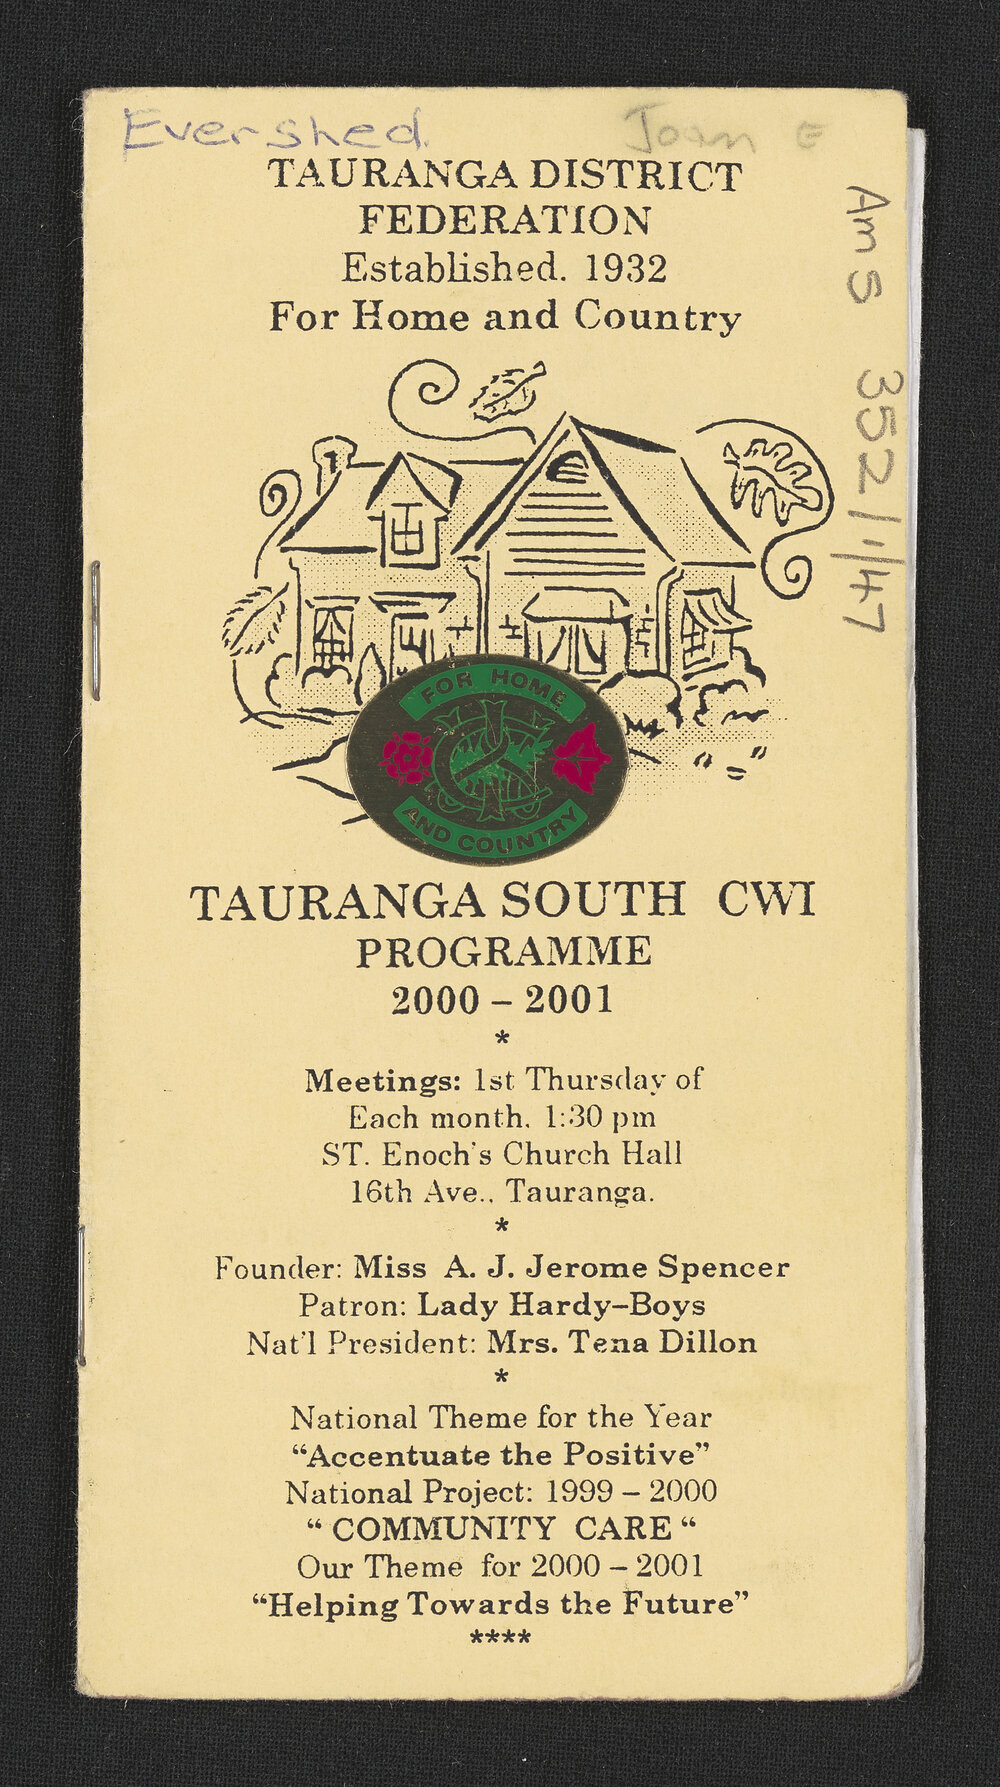 Evershed. Joan E
TAURANGA DISTRICT
FEDERATION
Established. 1932
For Home and Country
Ams 352/1/47
FOR HOME
AND COUNTRY
TAURANGA SOUTH CWI
PROGRAMME
2000 – 2001
*
Meetings: 1st Thursday of
Each month. 1:30 pm
ST. Enoch's Church Hall
16th Ave., Tauranga.
*
Founder: Miss A. J. Jerome Spencer
Patron: Lady Hardy–Boys
Nat'l President: Mrs. Tena Dillon
*
National Theme for the Year
“Accentuate the Positive”
National Project: 1999 – 2000
“ COMMUNITY CARE “
Our Theme for 2000 – 2001
“Helping Towards the Future”
****